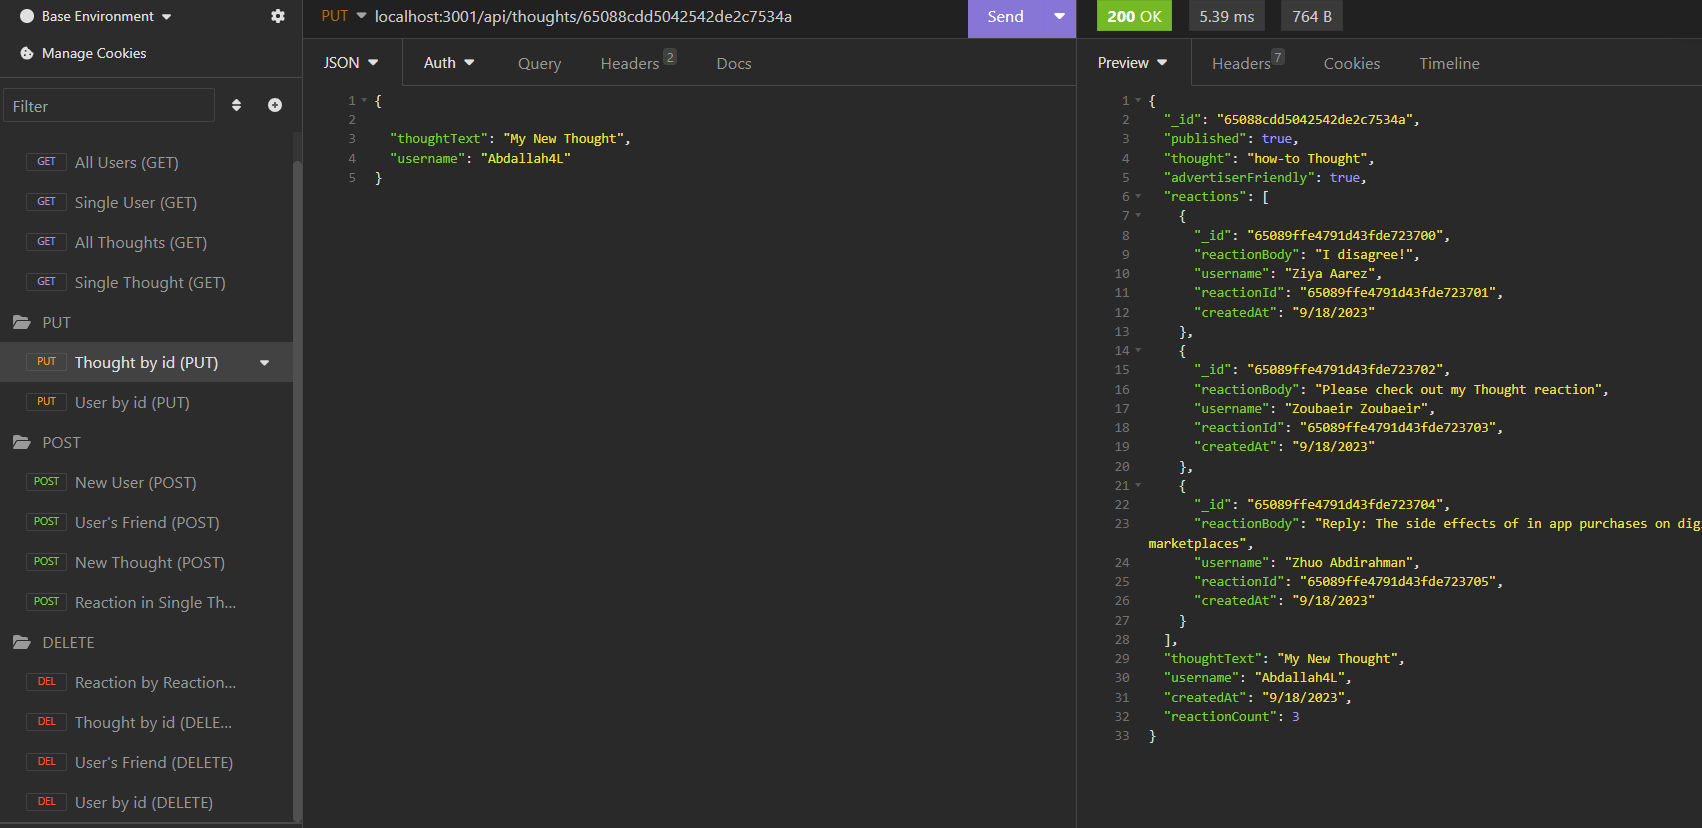 Base Environment
Manage Cookies
Filter
GET All Users (GET)
GET Single User (GET)
GET All Thoughts (GET)
GET Single Thought (GET)
PUT
PUT Thought by id (PUT)
PUT User by id (PUT)
POST
POST New User (POST)
POST User's Friend (POST)
POST New Thought (POST)
POST Reaction in Single Th...
DELETE
DEL Reaction by Reaction...
DEL Thought by id (DELE...
DEL User's Friend (DELETE)
DEL User by id (DELETE)
PUT localhost:3001/api/thoughts/65088cdd5042542de2c7534a Send
JSON Auth Query Headers 2 Docs
1 {
2
3 "thoughtText": "My New Thought",
4 "username": "Abdallah4L"
5 }
200 OK 5.39 ms 764 B
Preview Headers 7 Cookies Timeline
1 {
2 "_id": "65088cdd5042542de2c7534a",
3 "published": true,
4 "thought": "how-to Thought",
5 "advertiserFriendly": true,
6 "reactions": [
7 {
8 "_id": "65089ffe4791d43fde723700",
9 "reactionBody": "I disagree!",
10 "username": "Ziya Aarez",
11 "reactionId": "65089ffe4791d43fde723701",
12 "createdAt": "9/18/2023"
13 },
14 {
15 "_id": "65089ffe4791d43fde723702",
16 "reactionBody": "Please check out my Thought reaction",
17 "username": "Zoubaeir Zoubaeir",
18 "reactionId": "65089ffe4791d43fde723703",
19 "createdAt": "9/18/2023"
20 },
21 {
22 "_id": "65089ffe4791d43fde723704",
23 "reactionBody": "Reply: The side effects of in app purchases on dig
marketplaces",
24 "username": "Zhuo Abdirahman",
25 "reactionId": "65089ffe4791d43fde723705",
26 "createdAt": "9/18/2023"
27 }
28 ],
29 "thoughtText": "My New Thought",
30 "username": "Abdallah4L",
31 "createdAt": "9/18/2023",
32 "reactionCount": 3
33 }